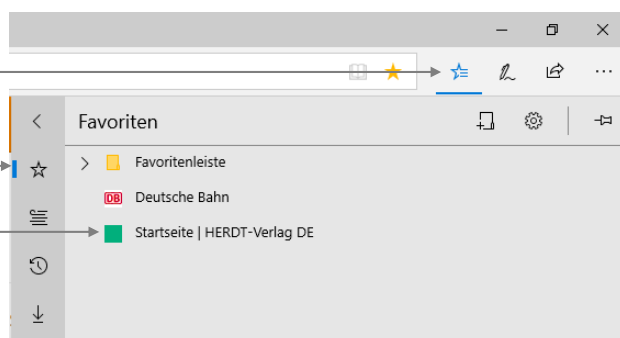 Favoriten
Favoritenleiste
DB Deutsche Bahn
Startseite | HERDT-Verlag DE